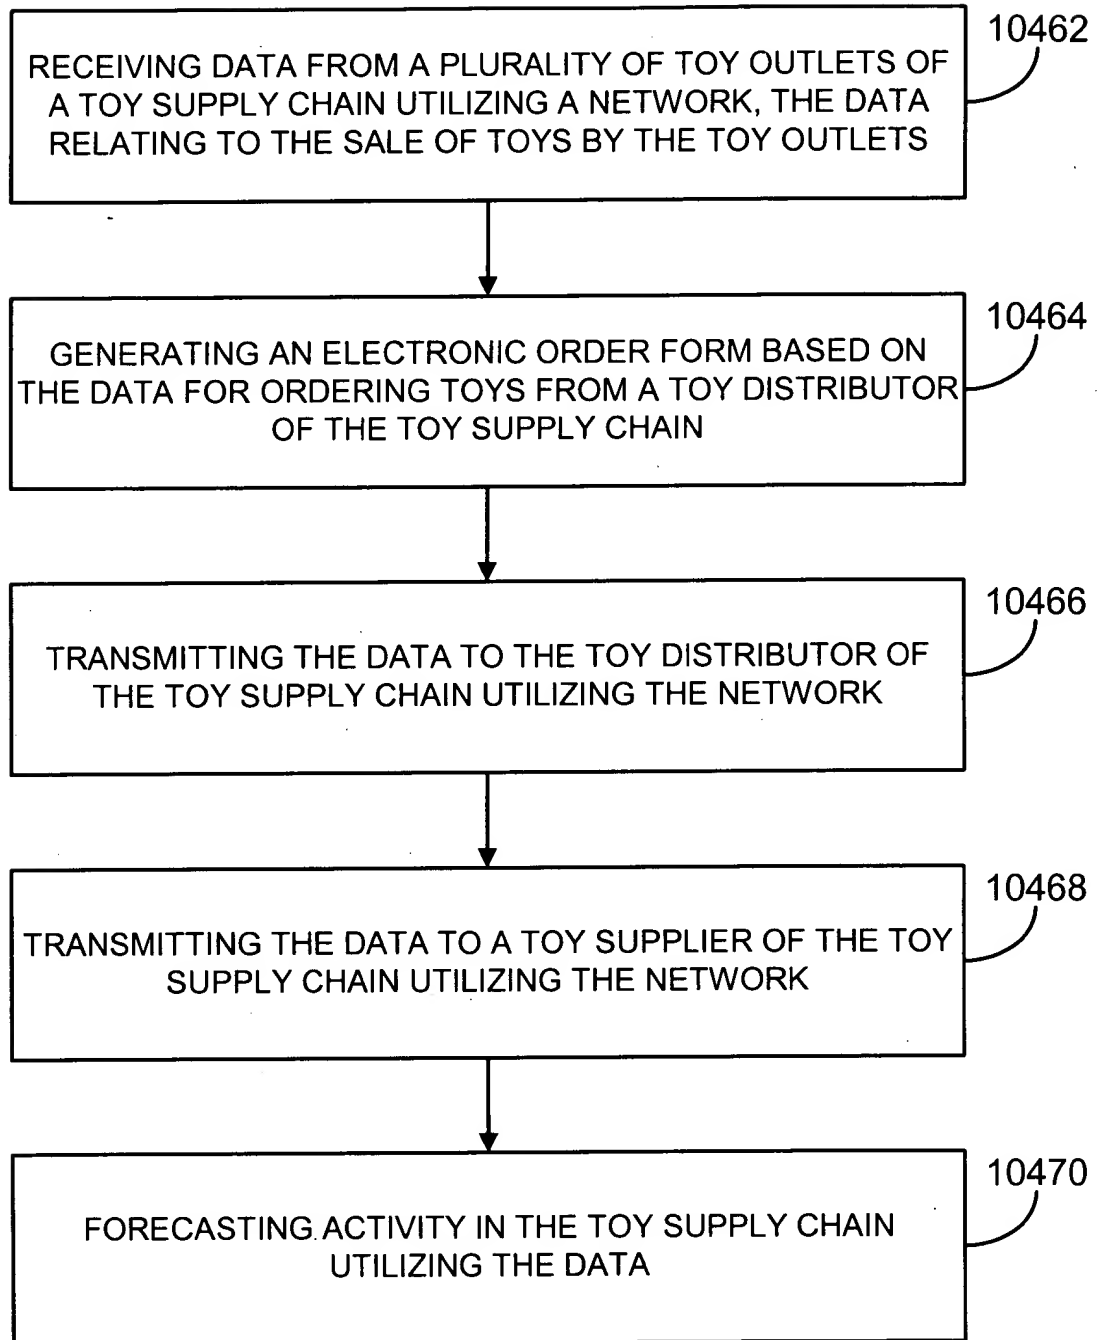 10462
RECEIVING DATA FROM A PLURALITY OF TOY OUTLETS OF
A TOY SUPPLY CHAIN UTILIZING A NETWORK, THE DATA
RELATING TO THE SALE OF TOYS BY THE TOY OUTLETS
10464
GENERATING AN ELECTRONIC ORDER FORM BASED ON
THE DATA FOR ORDERING TOYS FROM A TOY DISTRIBUTOR
OF THE TOY SUPPLY CHAIN
10466
TRANSMITTING THE DATA TO THE TOY DISTRIBUTOR OF
THE TOY SUPPLY CHAIN UTILIZING THE NETWORK
10468
TRANSMITTING THE DATA TO A TOY SUPPLIER OF THE TOY
SUPPLY CHAIN UTILIZING THE NETWORK
10470
FORECASTING ACTIVITY IN THE TOY SUPPLY CHAIN
UTILIZING THE DATA